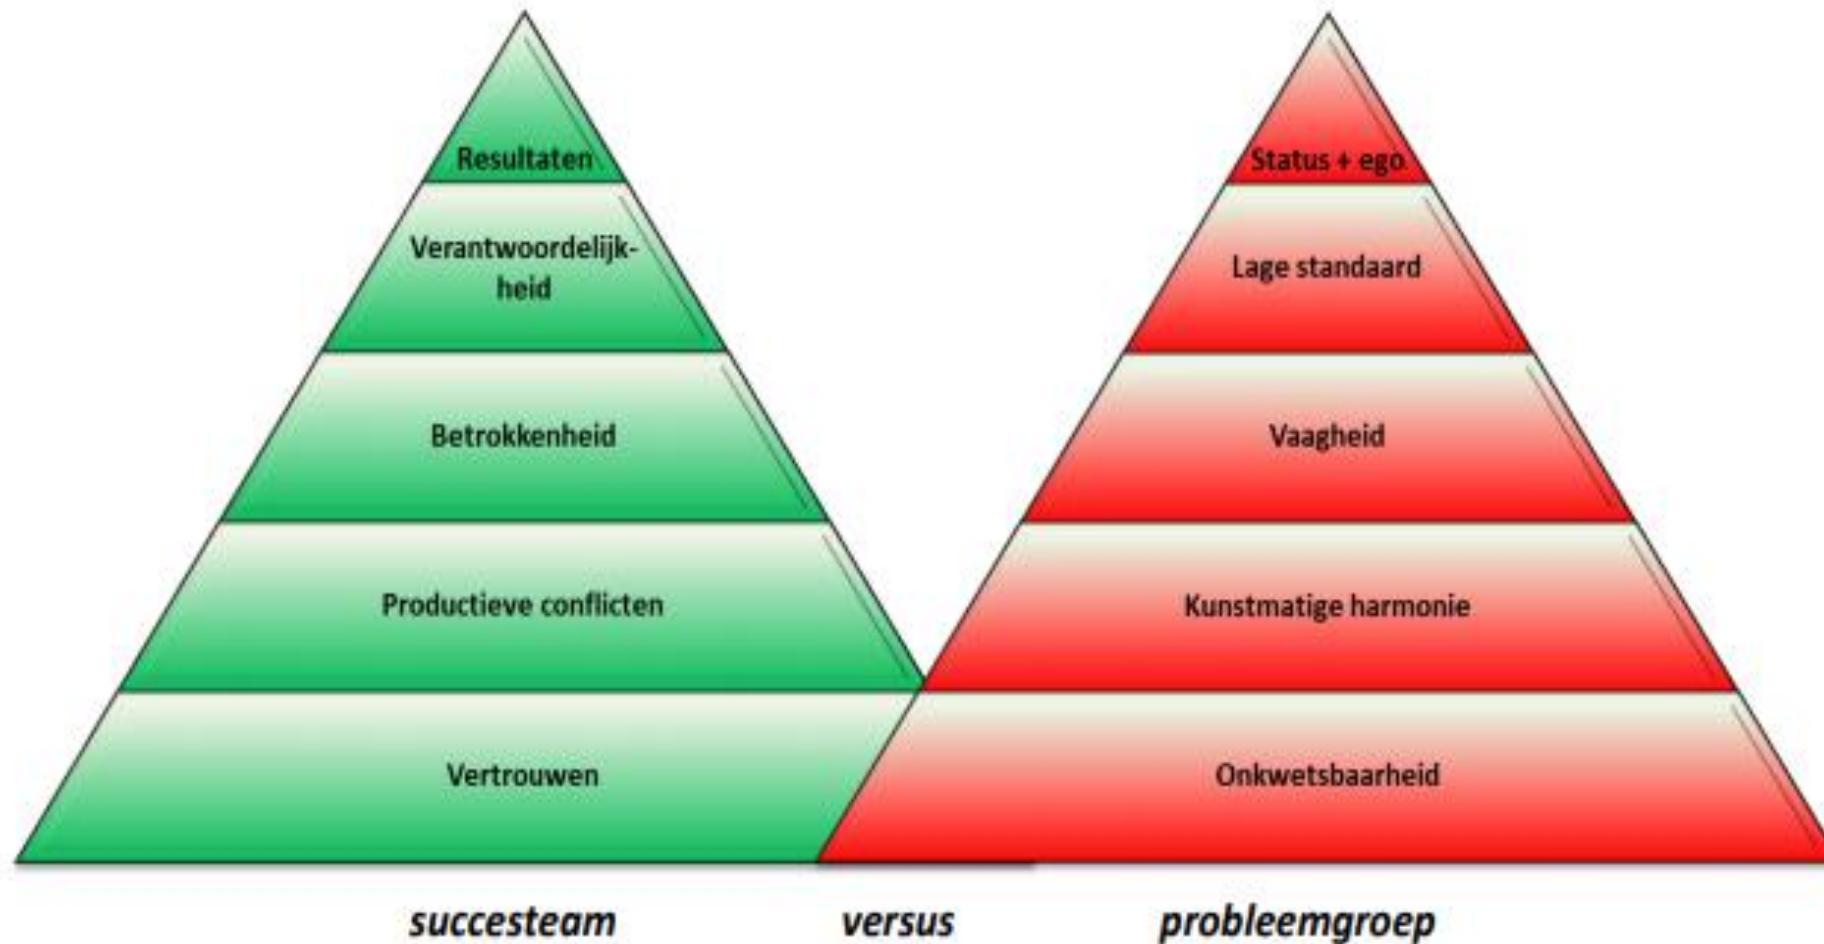 Resultaten
Verantwoordelijk-
heid
Betrokkenheid
Productieve conflicten
Vertrouwen
Status + ego
Lage standaard
Vaagheid
Kunstmatige harmonie
Onkwetsbaarheid
succesteam versus probleemgroep